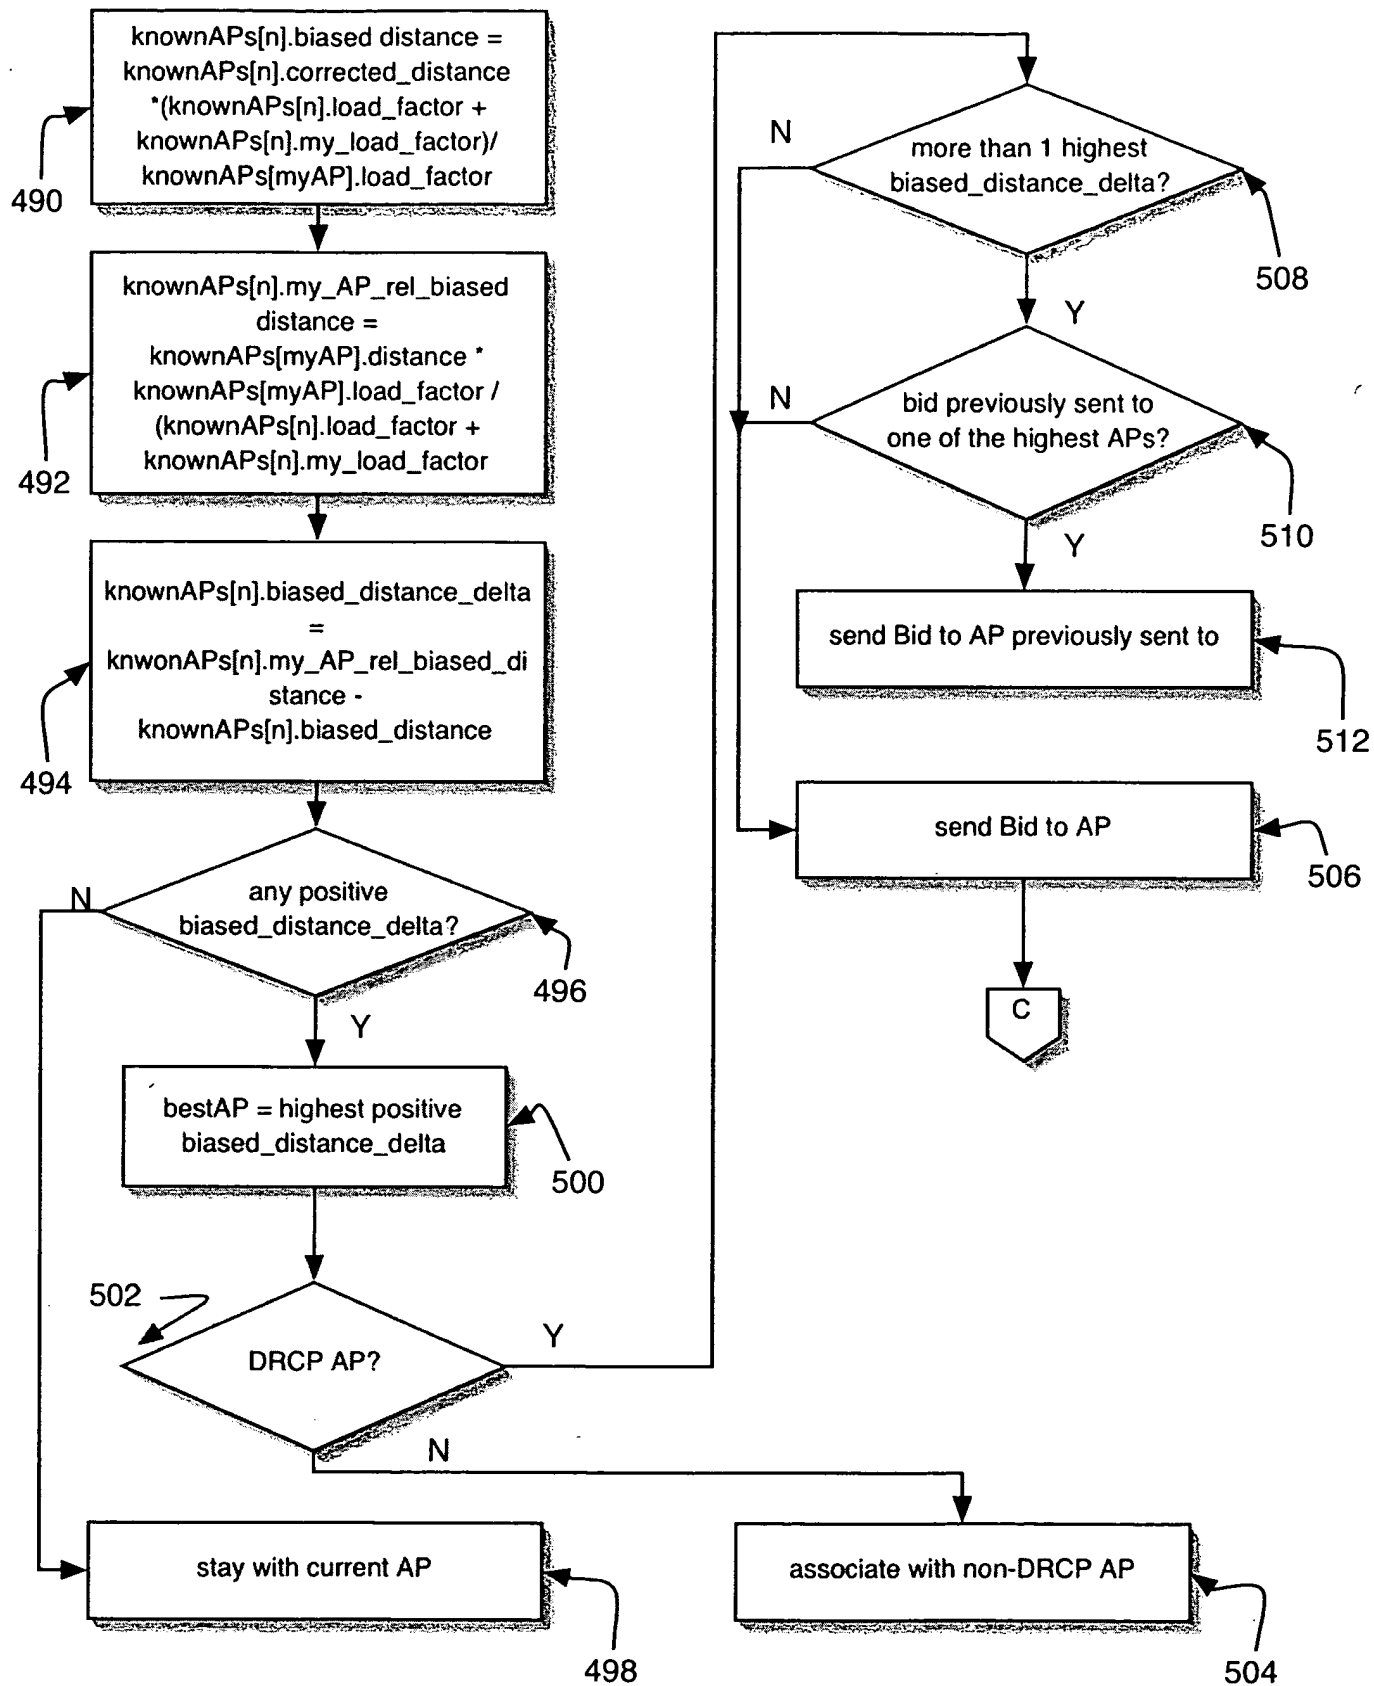 knownAPs[n].biased distance =
knownAPs[n].corrected_distance
*(knownAPs[n].load_factor +
knownAPs[n].my_load_factor)/
knownAPs[myAP].load_factor
490
knownAPs[n].my_AP_rel_biased
distance =
knownAPs[myAP].distance *
knownAPs[myAP].load_factor /
(knownAPs[n].load_factor +
knownAPs[n].my_load_factor
492
knownAPs[n].biased_distance_delta
=
knwonAPs[n].my_AP_rel_biased_di
stance -
knownAPs[n].biased_distance
494
any positive
biased_distance_delta?
N
496
Y
bestAP = highest positive
biased_distance_delta
500
502
DRCP AP?
Y
N
stay with current AP
498
associate with non-DRCP AP
504
more than 1 highest
biased_distance_delta?
N
508
Y
bid previously sent to
one of the highest APs?
N
510
Y
send Bid to AP previously sent to
512
send Bid to AP
506
C